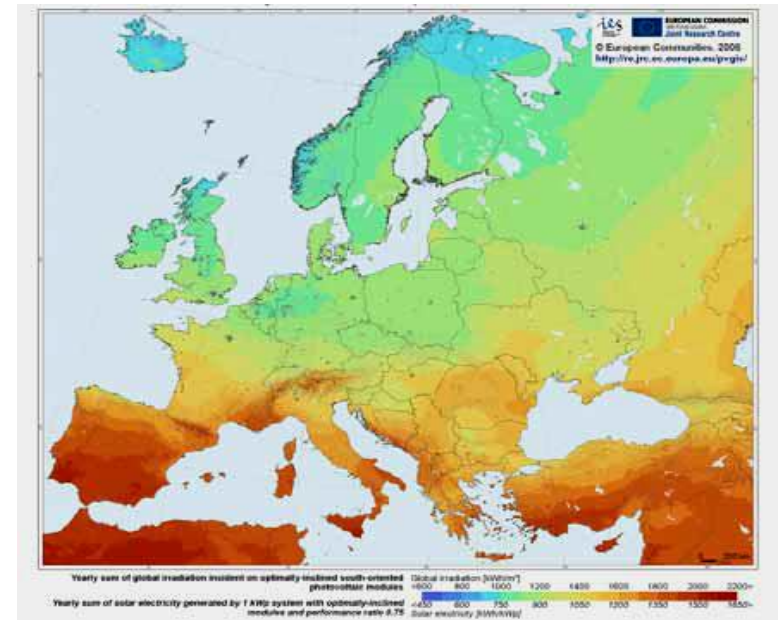 ies
EUROPEAN COMMISSION
Joint Research Centre
© European Communities, 2006
http://re.jrc.ec.europa.eu/pvgis/
Yearly sum of global irradiation incident on optimally-inclined south-oriented
photovoltaic modules
Global irradiation [kWh/m²]
<600 800 1000 1200 1400 1600 1800 2000 2200>
Yearly sum of solar electricity generated by 1 kWp system with optimally-inclined
modules and performance ratio 0.75
<450 600 750 900 1050 1200 1350 1500 1650>
Solar electricity [kWh/kWp]